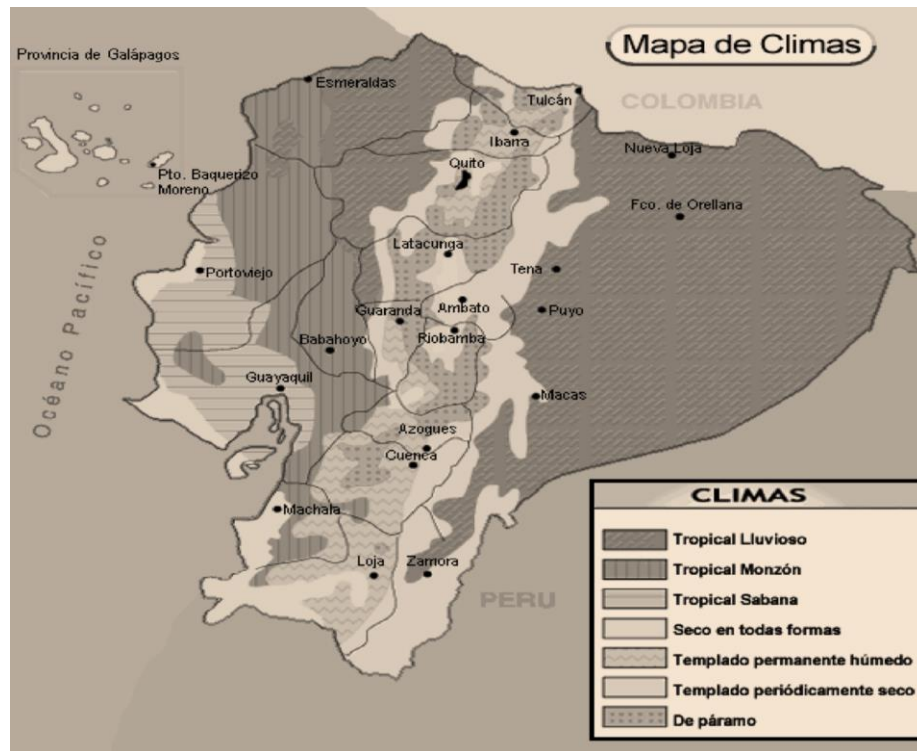 Mapa de Climas
Provincia de Galápagos
Pto. Baquerizo
Moreno
Esmeraldas
Tulcán
COLOMBIA
Ibarra
Nueva Loja
Quito
Fco. de Orellana
Latacunga
Portoviejo
Tena
Guaranda
Ambato
Puyo
Riobamba
Babahoyo
Guayaquil
Macas
Azogues
Cuenca
Machala
Loja
Zamora
PERU
Océano Pacífico
CLIMAS
Tropical Lluvioso
Tropical Monzón
Tropical Sabana
Seco en todas formas
Templado permanente húmedo
Templado periódicamente seco
De páramo